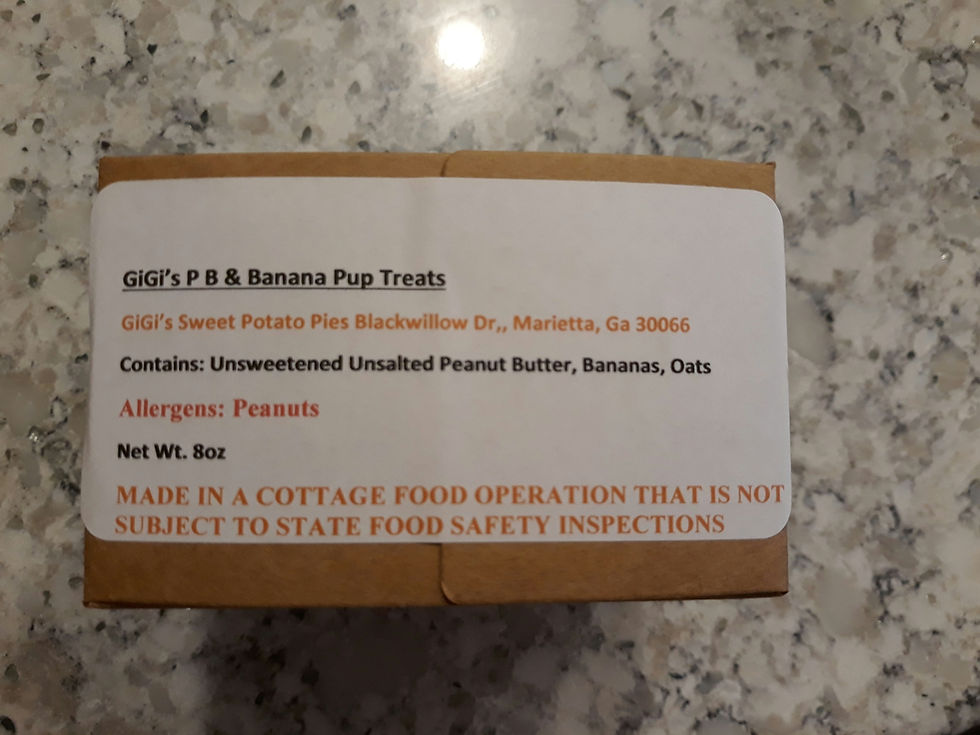 GiGi's P B & Banana Pup Treats
GiGi's Sweet Potato Pies Blackwillow Dr,, Marietta, Ga 30066
Contains: Unsweetened Unsalted Peanut Butter, Bananas, Oats
Allergens: Peanuts
Net Wt. 8oz
MADE IN A COTTAGE FOOD OPERATION THAT IS NOT
SUBJECT TO STATE FOOD SAFETY INSPECTIONS